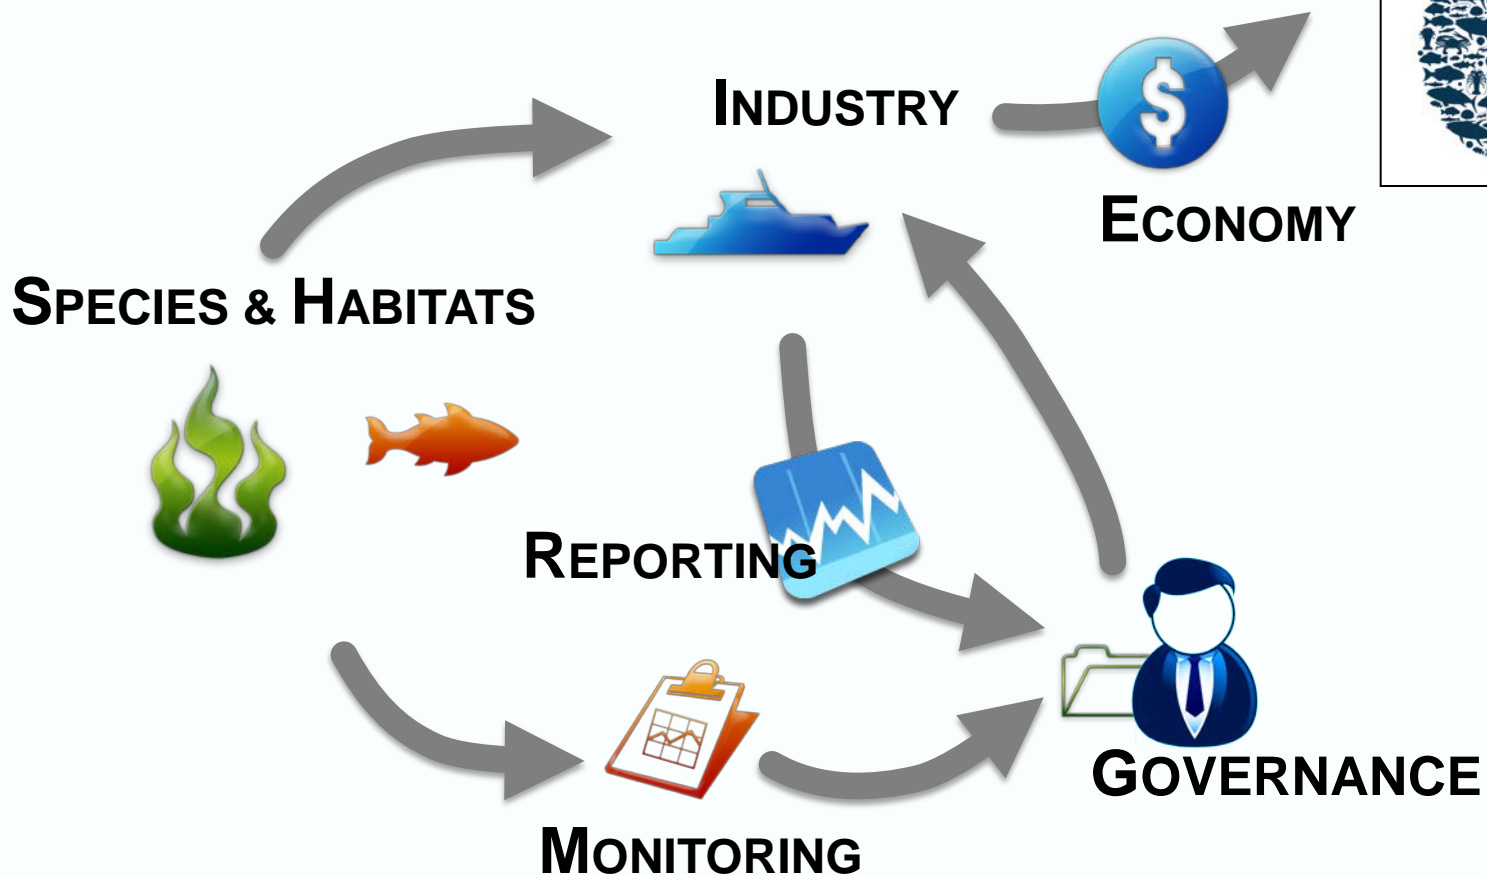 INDUSTRY
$
ECONOMY
SPECIES & HABITATS
REPORTING
GOVERNANCE
MONITORING